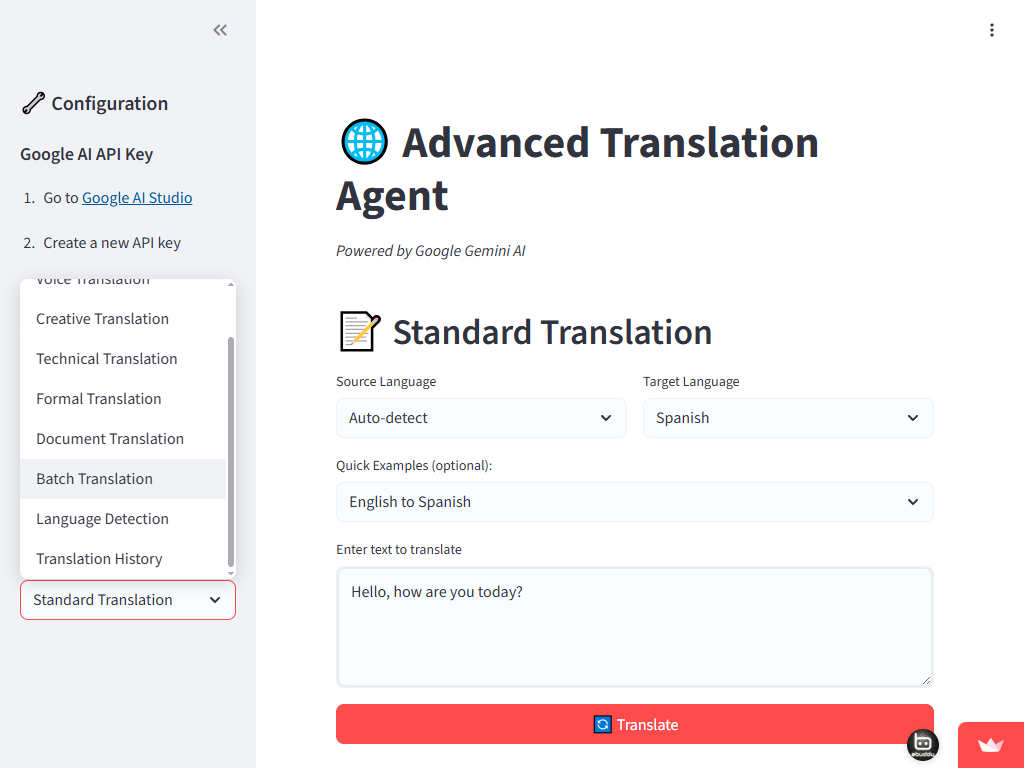 Configuration
Google AI API Key
1. Go to Google AI Studio
2. Create a new API key
Voice Translation
Creative Translation
Technical Translation
Formal Translation
Document Translation
Batch Translation
Language Detection
Translation History
Standard Translation
Advanced Translation
Agent
Powered by Google Gemini AI
Standard Translation
Source Language
Target Language
Auto-detect
Spanish
Quick Examples (optional):
English to Spanish
Enter text to translate
Hello, how are you today?
Translate
abuddu